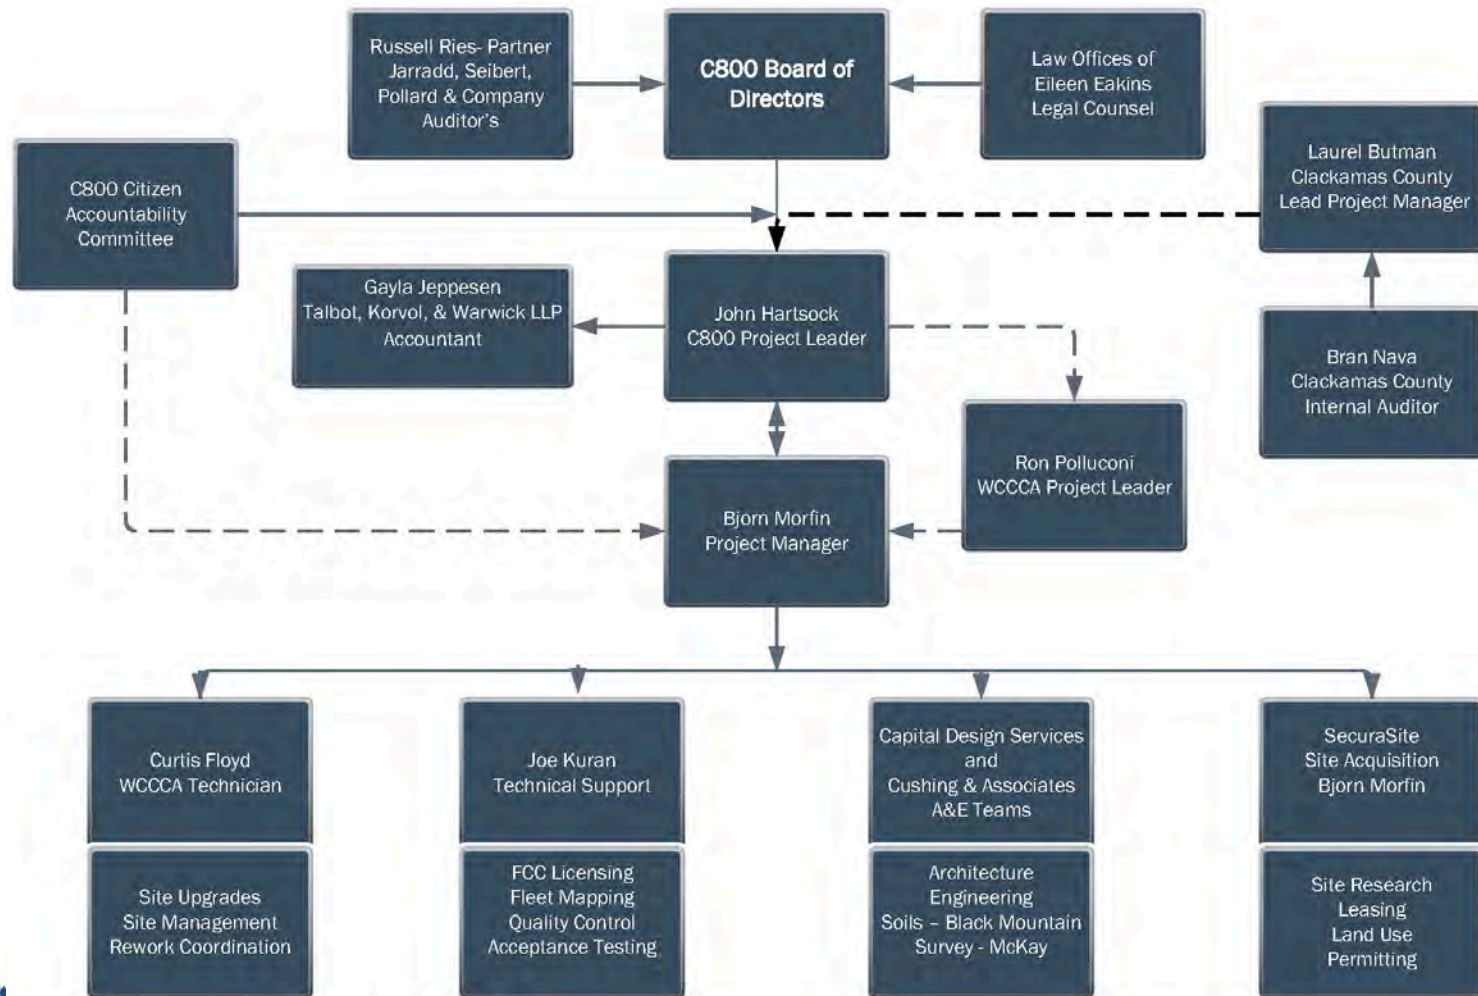 Russell Ries- Partner
Jarradd, Seibert,
Pollard & Company
Auditor's
C800 Board of
Directors
Law Offices of
Eileen Eakins
Legal Counsel
Laurel Butman
Clackamas County
Lead Project Manager
C800 Citizen
Accountability
Committee
Gayla Jeppesen
Talbot, Korvol, & Warwick LLP
Accountant
John Hartsock
C800 Project Leader
Bran Nava
Clackamas County
Internal Auditor
Ron Polluconi
WCCCA Project Leader
Bjorn Morfin
Project Manager
Curtis Floyd
WCCCA Technician
Site Upgrades
Site Management
Rework Coordination
Joe Kuran
Technical Support
FCC Licensing
Fleet Mapping
Quality Control
Acceptance Testing
Capital Design Services
and
Cushing & Associates
A&E Teams
Architecture
Engineering
Soils – Black Mountain
Survey - McKay
SecuraSite
Site Acquisition
Bjorn Morfin
Site Research
Leasing
Land Use
Permitting